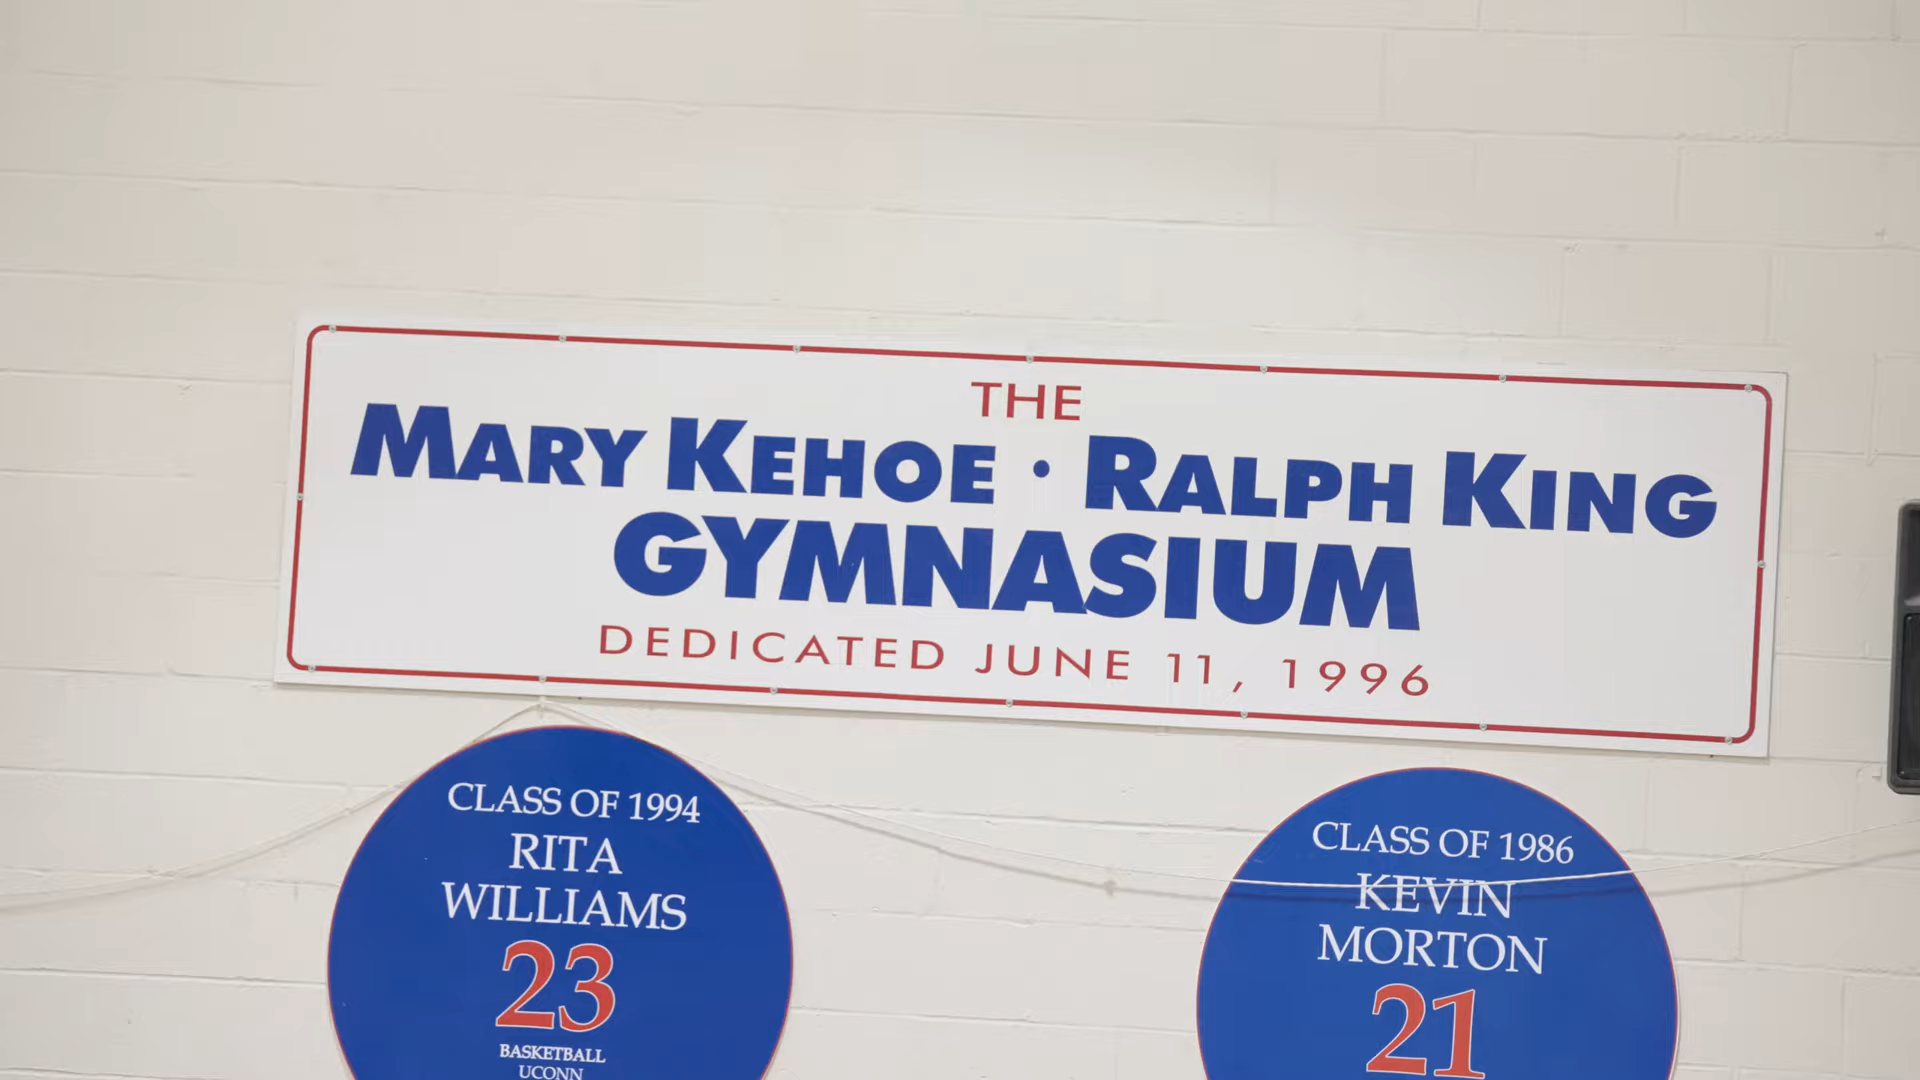 THE
MARY KEHOE • RALPH KING
GYMNASIUM
DEDICATED JUNE 11, 1996
CLASS OF 1994
RITA
WILLIAMS
23
BASKETBALL
UCONN
CLASS OF 1986
KEVIN
MORTON
21